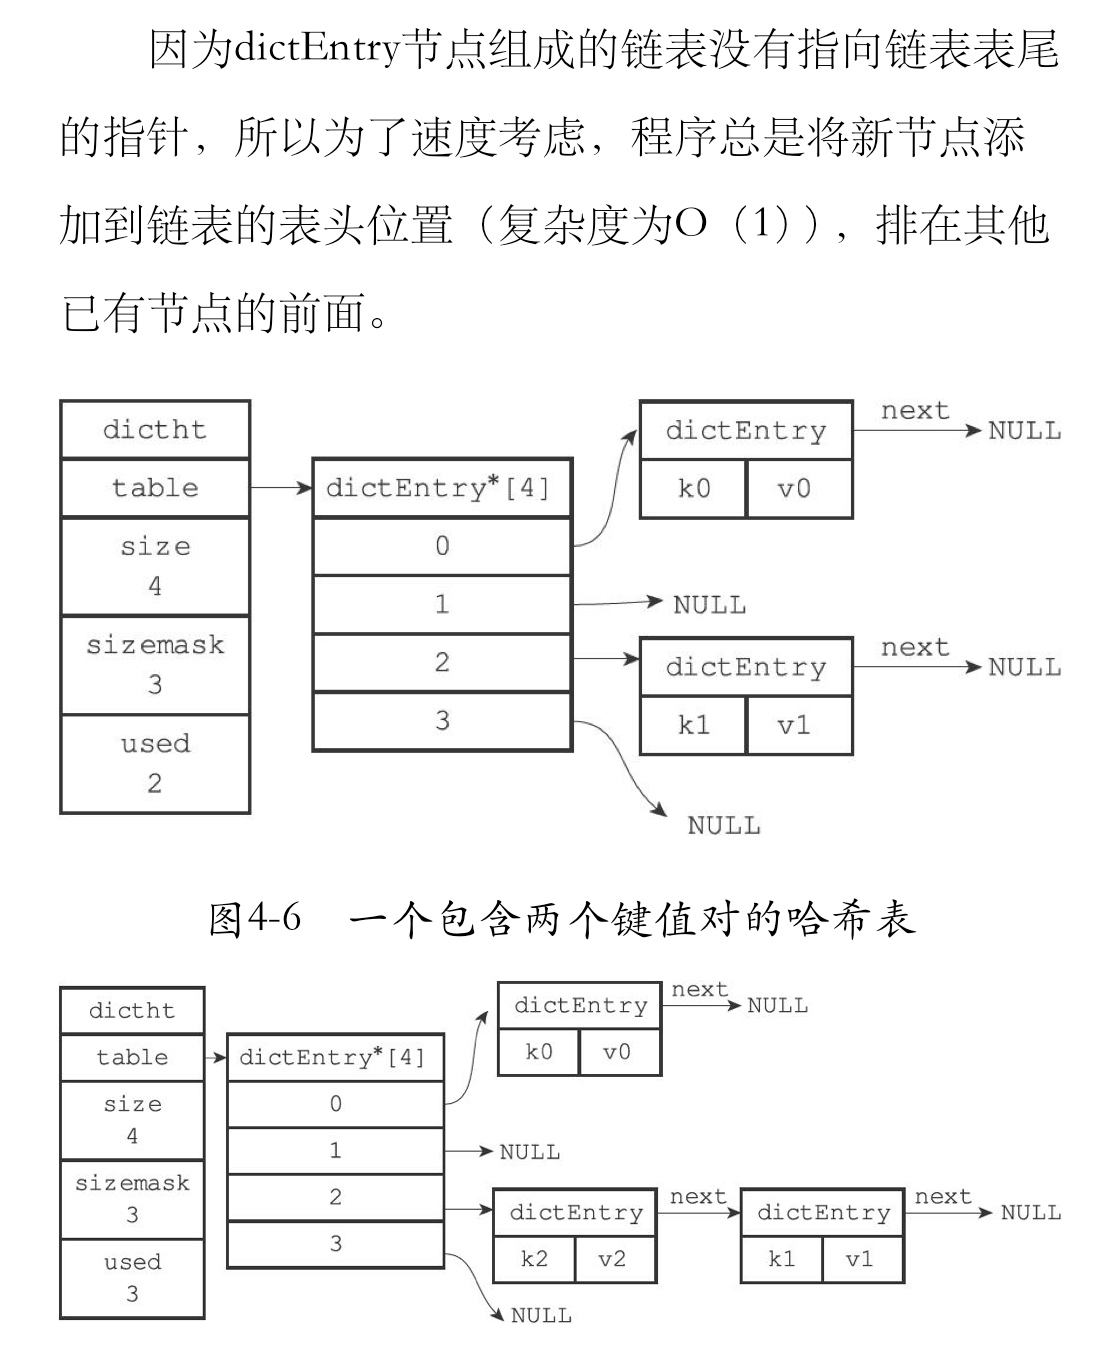 因为dictEntry节点组成的链表没有指向链表表尾
的指针，所以为了速度考虑，程序总是将新节点添
加到链表的表头位置（复杂度为O（1）），排在其他
已有节点的前面。
dictht
table
size
4
sizemask
3
used
2
dictEntry*[4]
0
1
2
3
dictEntry
k0 v0
next
NULL
NULL
dictEntry
k1 v1
next
NULL
NULL
图4-6 一个包含两个键值对的哈希表
dictht
table
size
4
sizemask
3
used
3
dictEntry*[4]
0
1
2
3
dictEntry
k0 v0
next
NULL
NULL
dictEntry
k2 v2
next
dictEntry
k1 v1
next
NULL
NULL